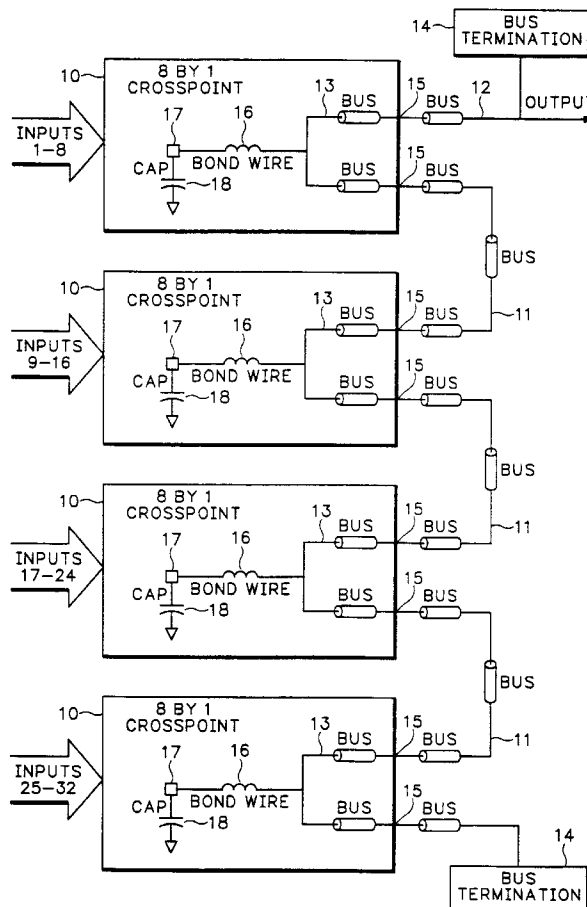 14
BUS
TERMINATION
10
8 BY 1
CROSSPOINT
13
BUS
15
BUS
12
OUTPUT
17
16
INPUTS
1-8
CAP
BOND WIRE
18
BUS
15
BUS
BUS
10
8 BY 1
CROSSPOINT
13
BUS
15
BUS
11
17
16
INPUTS
9-16
CAP
BOND WIRE
18
BUS
15
BUS
BUS
10
8 BY 1
CROSSPOINT
13
BUS
15
BUS
11
17
16
INPUTS
17-24
CAP
BOND WIRE
18
BUS
15
BUS
BUS
10
8 BY 1
CROSSPOINT
13
BUS
15
BUS
11
17
16
INPUTS
25-32
CAP
BOND WIRE
18
BUS
15
BUS
14
BUS
TERMINATION